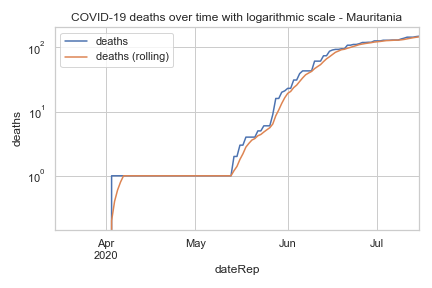 COVID-19 deaths over time with logarithmic scale - Mauritania
deaths
deaths (rolling)
10²
10¹
10⁰
deaths
Apr
2020
May
Jun
Jul
dateRep